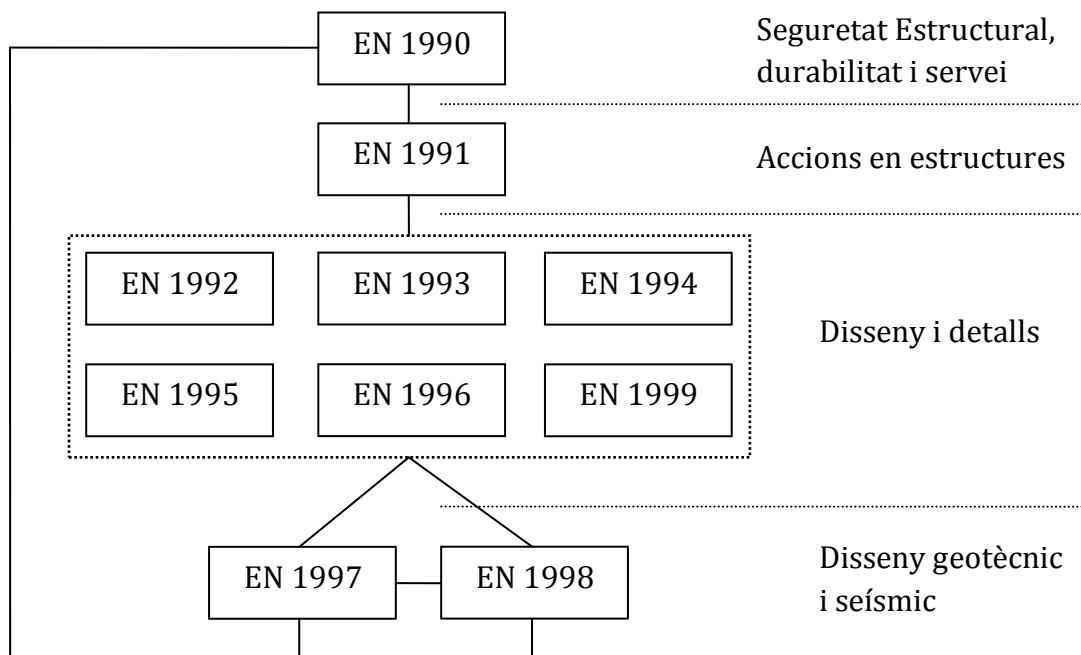 EN 1990
Seguretat Estructural,
durabilitat i servei
EN 1991
Accions en estructures
EN 1992
EN 1993
EN 1994
Disseny i detalls
EN 1995
EN 1996
EN 1999
EN 1997
EN 1998
Disseny geotècnic
i seísmic